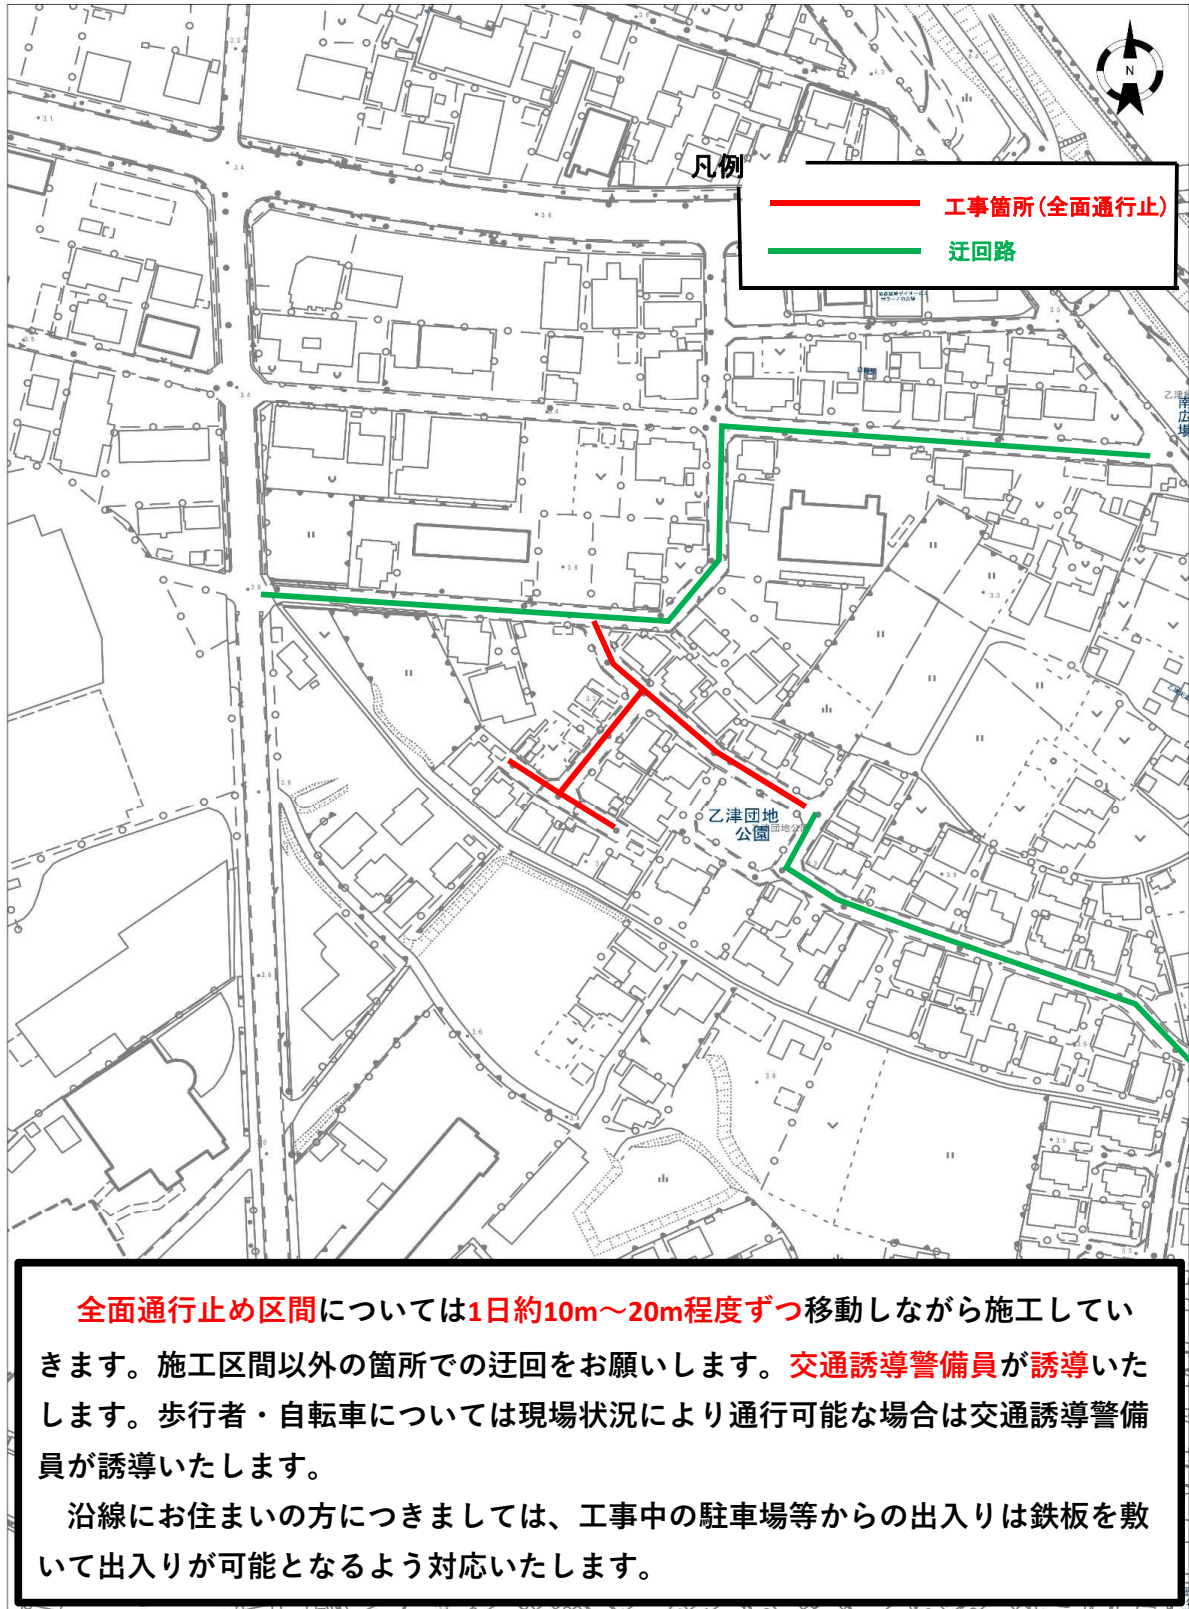 N
凡例
工事箇所(全面通行止)
迂回路
南広場
乙津団地
公園
全面通行止め区間については1日約10m～20m程度ずつ移動しながら施工してい
きます。施工区間以外の箇所での迂回をお願いします。交通誘導警備員が誘導いた
します。歩行者・自転車については現場状況により通行可能な場合は交通誘導警備
員が誘導いたします。
沿線にお住まいの方につきましては、工事中の駐車場等からの出入りは鉄板を敷
いて出入りが可能となるよう対応いたします。